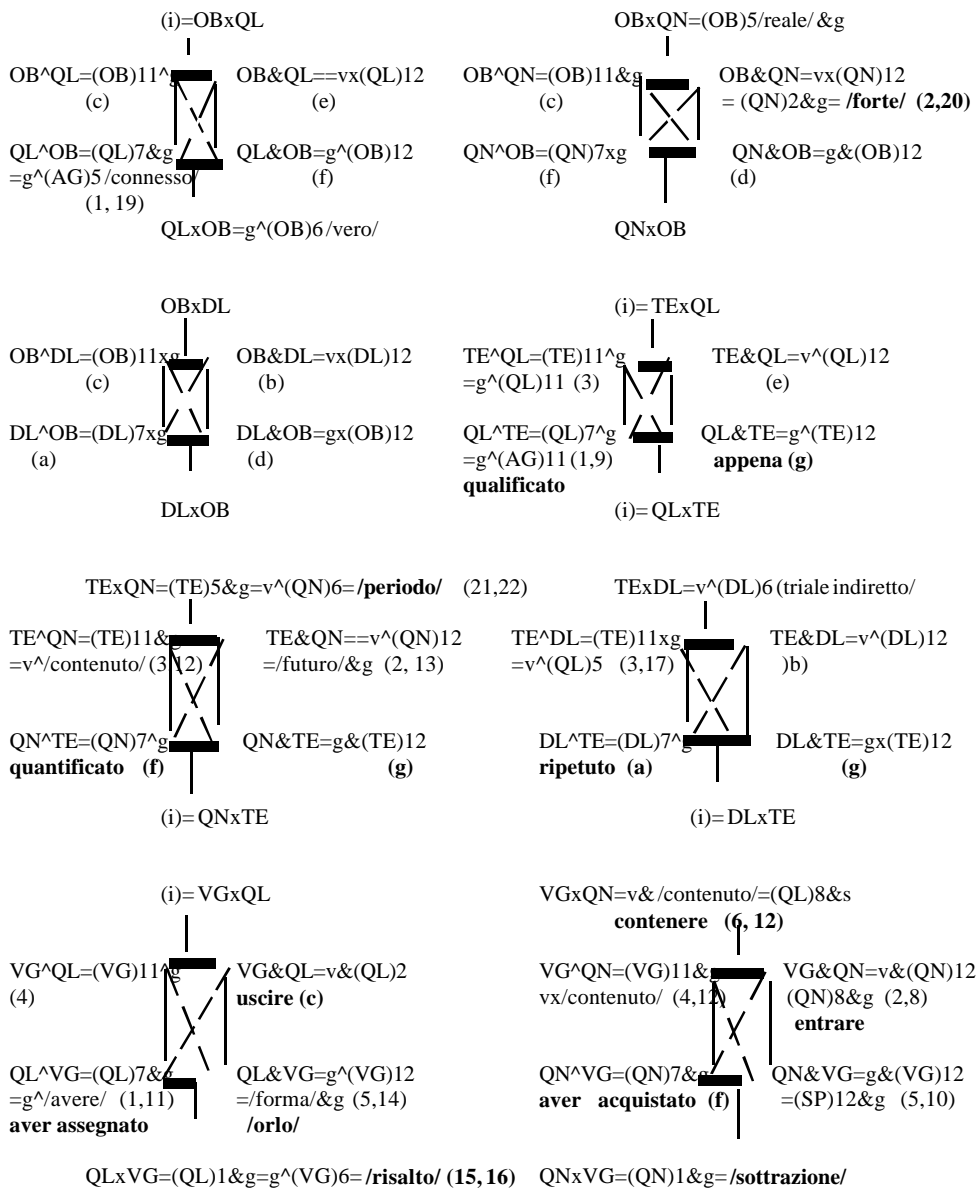 (i)=OBxQL
OBxQN=(OB)5/reale/ &g
OB^QL=(OB)11^g
OB&QL==vx(QL)12
(c)
(e)
OB^QN=(OB)11&g
OB&QN=vx(QN)12
(c)
= (QN)2&g= /forte/ (2,20)
QL^OB=(QL)7&g
QL&OB=g^(OB)12
=g^(AG)5/connesso/
(f)
(1, 19)
QN^OB=(QN)7xg
QN&OB=g&(OB)12
(f)
(d)
QLxOB=g^(OB)6/vero/
QNxOB
OBxDL
(i)=TExQL
OB^DL=(OB)11xg
OB&DL=vx(DL)12
(c)
(b)
TE^QL=(TE)11^g
TE&QL=v^(QL)12
=g^(QL)11 (3)
(e)
DL^OB=(DL)7xg
DL&OB=gx(OB)12
(a)
(d)
QL^TE=(QL)7^g
QL&TE=g^(TE)12
=g^(AG)11(1,9)
appena (g)
qualificato
DLxOB
(i)=QLxTE
TExQN=(TE)5&g=v^(QN)6=/periodo/ (21,22)
TExDL=v^(DL)6(triale indiretto/
TE^QN=(TE)11&g
TE&QN==v^(QN)12
=v^/contenuto/ (3,12)
=/futuro/&g (2, 13)
TE^DL=(TE)11xg
TE&DL=v^(DL)12
=v^(QL)5 (3,17)
)b)
QN^TE=(QN)7^g
QN&TE=g&(TE)12
quantificato (f)
(g)
DL^TE=(DL)7^g
DL&TE=gx(TE)12
ripetuto (a)
(g)
(i)=QNxTE
(i)=DLxTE
(i)=VGxQL
VGxQN=v& /contenuto/=(QL)8&s
contenere (6, 12)
VG^QL=(VG)11^g
VG&QL=v&(QL)2
(4)
uscire (c)
VG^QN=(VG)11&g
VG&QN=v&(QN)12
vx/contenuto/ (4,12)
(QN)8&g (2,8)
entrare
QL^VG=(QL)7&g
QL&VG=g^(VG)12
=g^/avere/ (1,11)
=/forma/&g (5,14)
aver assegnato
/orlo/
QN^VG=(QN)7&g
QN&VG=g&(VG)12
aver acquistato (f)
=(SP)12&g (5,10)
QLxVG=(QL)1&g=g^(VG)6=/risalto/ (15,16)
QNxVG=(QN)1&g=/sottrazione/